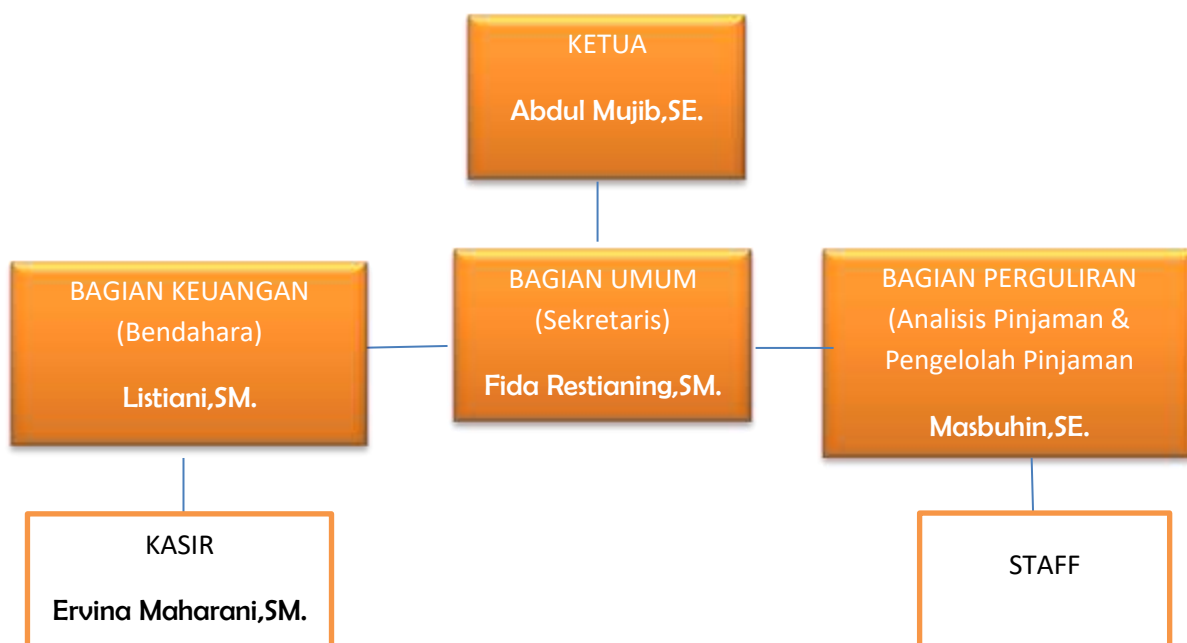 KETUA
Abdul Mujib,SE.
BAGIAN KEUANGAN
(Bendahara)
Listiani,SM.
BAGIAN UMUM
(Sekretaris)
Fida Restianing,SM.
BAGIAN PERGULIRAN
(Analisis Pinjaman &
Pengelolah Pinjaman
Masbuhin,SE.
KASIR
Ervina Maharani,SM.
STAFF